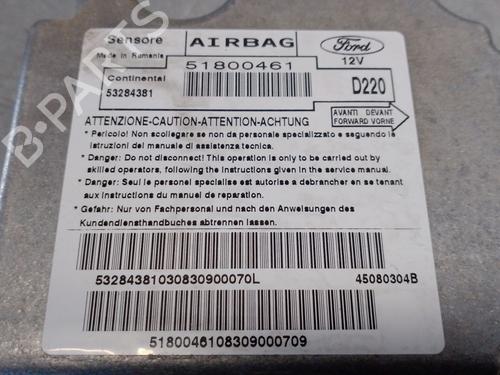 Sensore AIRBAG Ford
Made in Rumania 51800461 12V
Continental
53284381 D220
ATTENZIONE-CAUTION-ATTENTION-ACHTUNG
AVANTI DEVANT
FORWARD VORNE
* Pericolo! Non scollegare se non da personale specializzato e seguendo le
istruzioni del manuale di assistenza tecnica.
* Danger: Do not disconnect! This operation is only to be carried out by
skilled operators, following the instructions given in the service manual.
* Danger: Seul le personel specialise est autorise a debrancher en se tenant
aux instructions du manuel de reparation.
* Gefahr: Nur von Fachpersonal und nach den Anweisungen des
Kundendiensthandbuches abtrennen lassen.
53284381030830900070L 45080304B
5180046108309000709
B-PARTS